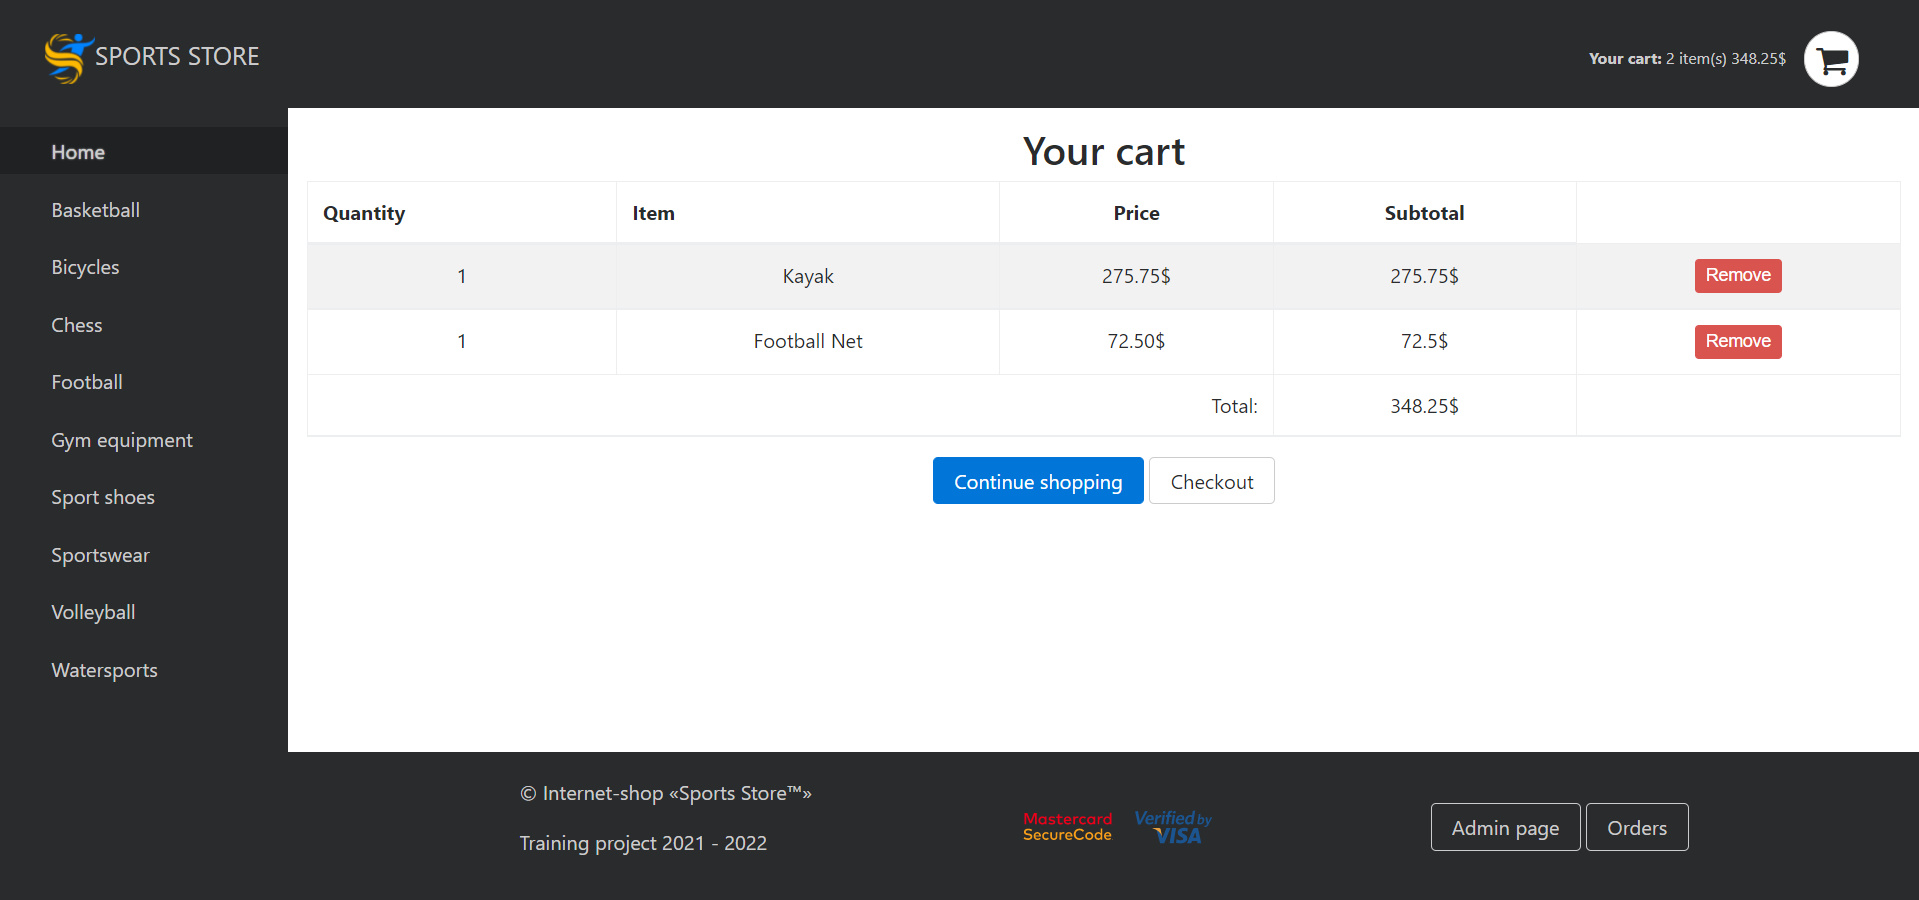 SPORTS STORE
Your cart: 2 item(s) 348.25$
Home
Basketball
Bicycles
Chess
Football
Gym equipment
Sport shoes
Sportswear
Volleyball
Watersports
Your cart
Quantity Item Price Subtotal
1 Kayak 275.75$ 275.75$ Remove
1 Football Net 72.50$ 72.5$ Remove
Total: 348.25$
Continue shopping Checkout
© Internet-shop «Sports Store™»
Training project 2021 - 2022
Mastercard
SecureCode
Verified by
VISA
Admin page Orders